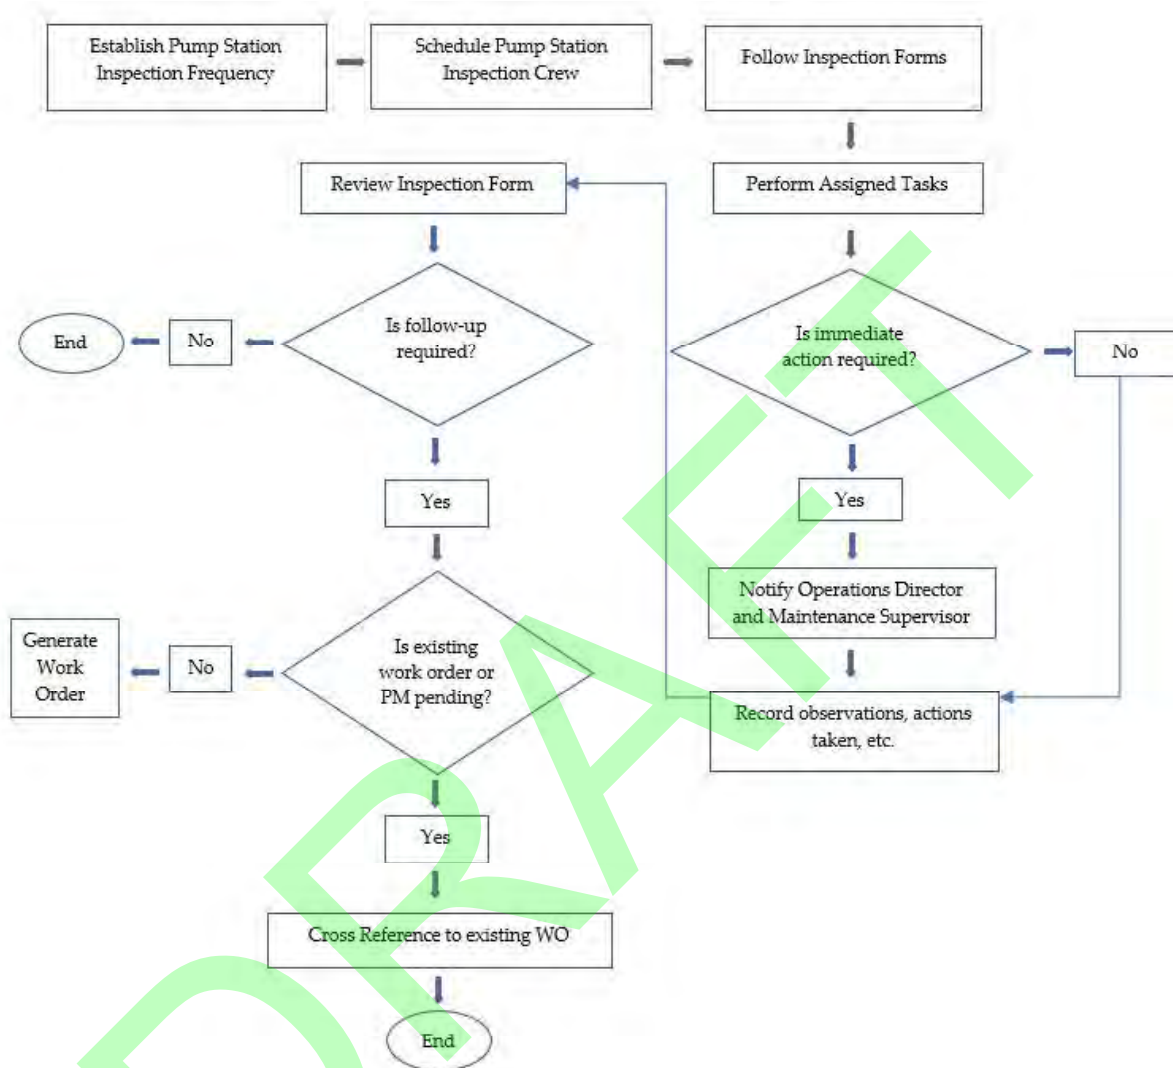 Establish Pump Station
Inspection Frequency
Schedule Pump Station
Inspection Crew
Follow Inspection Forms
Perform Assigned Tasks
Is immediate
action required?
No
Yes
Notify Operations Director
and Maintenance Supervisor
Record observations, actions
taken, etc.
Review Inspection Form
Is follow-up
required?
No
End
Yes
Is existing
work order or
PM pending?
No
Generate
Work
Order
Yes
Cross Reference to existing WO
End
DRAFT